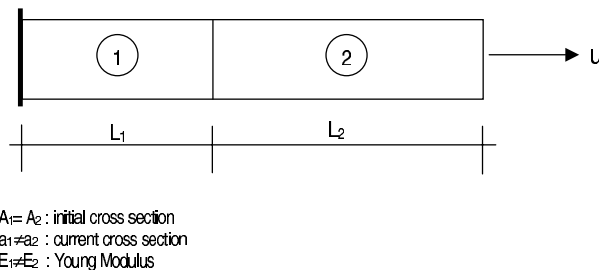 1
2
u
L₁
L₂
A₁= A₂ : initial cross section
a₁≠a₂ : current cross section
E₁≠E₂ : Young Modulus